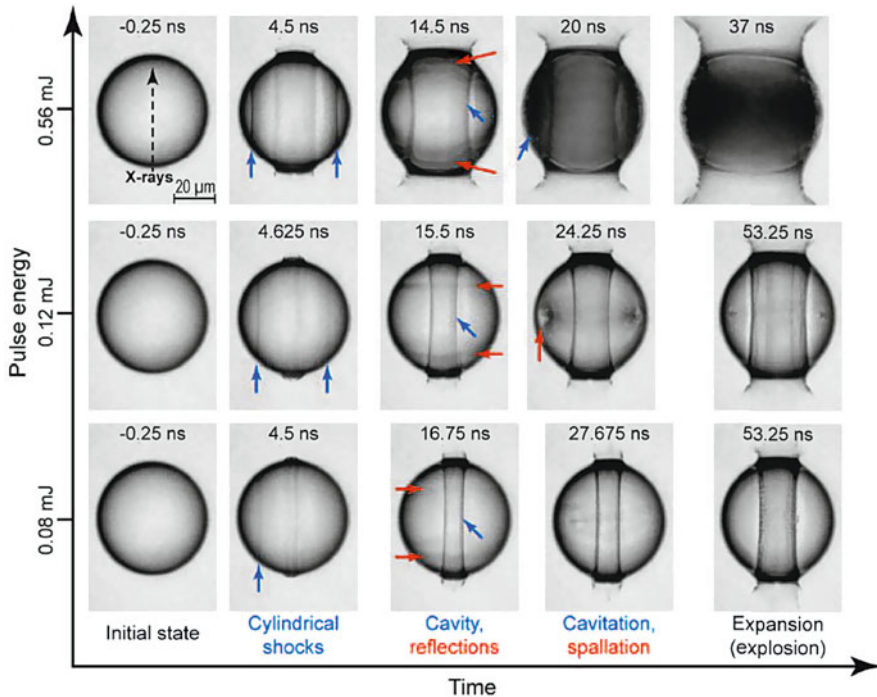 -0.25 ns 4.5 ns 14.5 ns 20 ns 37 ns
0.56 mJ
X-rays
20 µm
-0.25 ns 4.625 ns 15.5 ns 24.25 ns 53.25 ns
Pulse energy
0.12 mJ
-0.25 ns 4.5 ns 16.75 ns 27.675 ns 53.25 ns
0.08 mJ
Initial state Cylindrical Cavity, Cavitation, Expansion
shocks reflections spallation (explosion)
Time